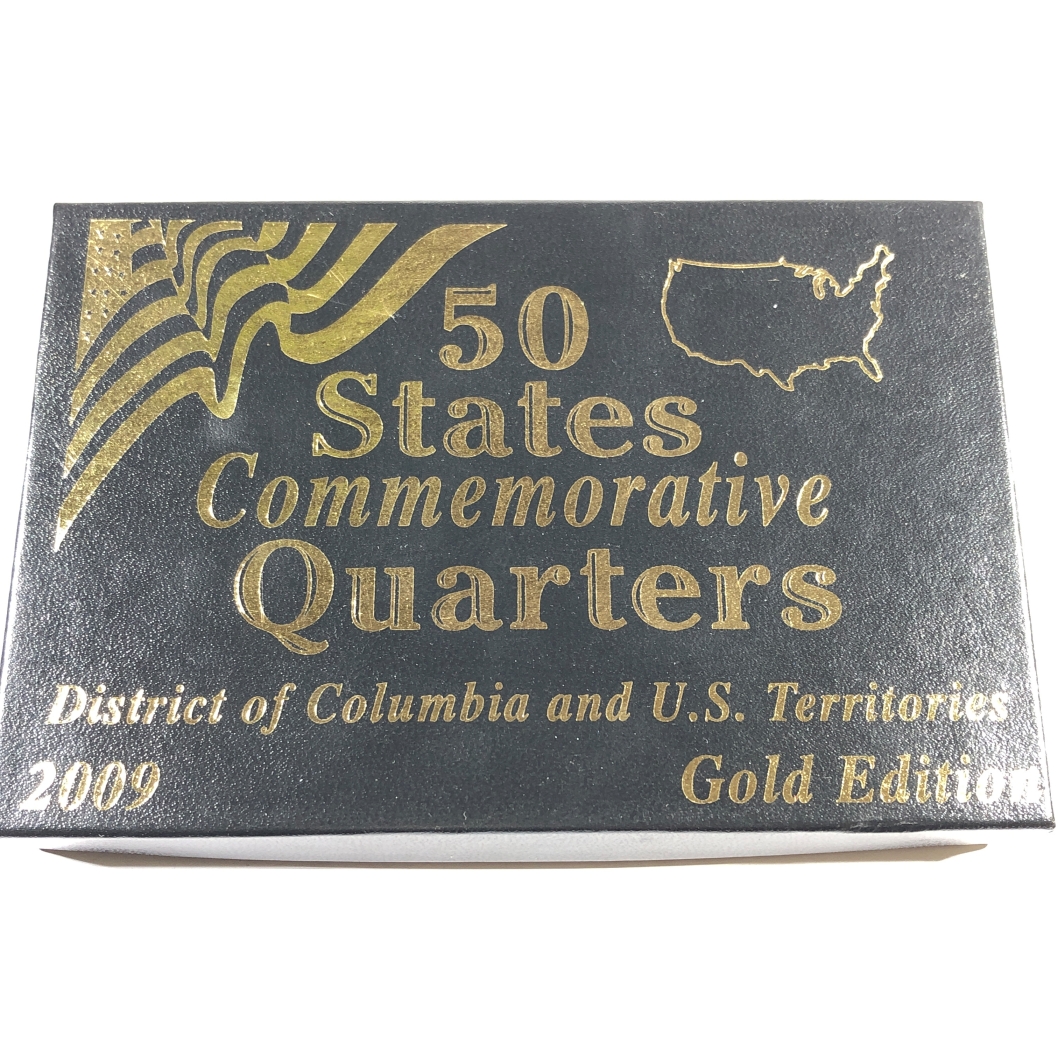 50
States
Commemorative
Quarters
District of Columbia and U.S. Territories
2009 Gold Edition